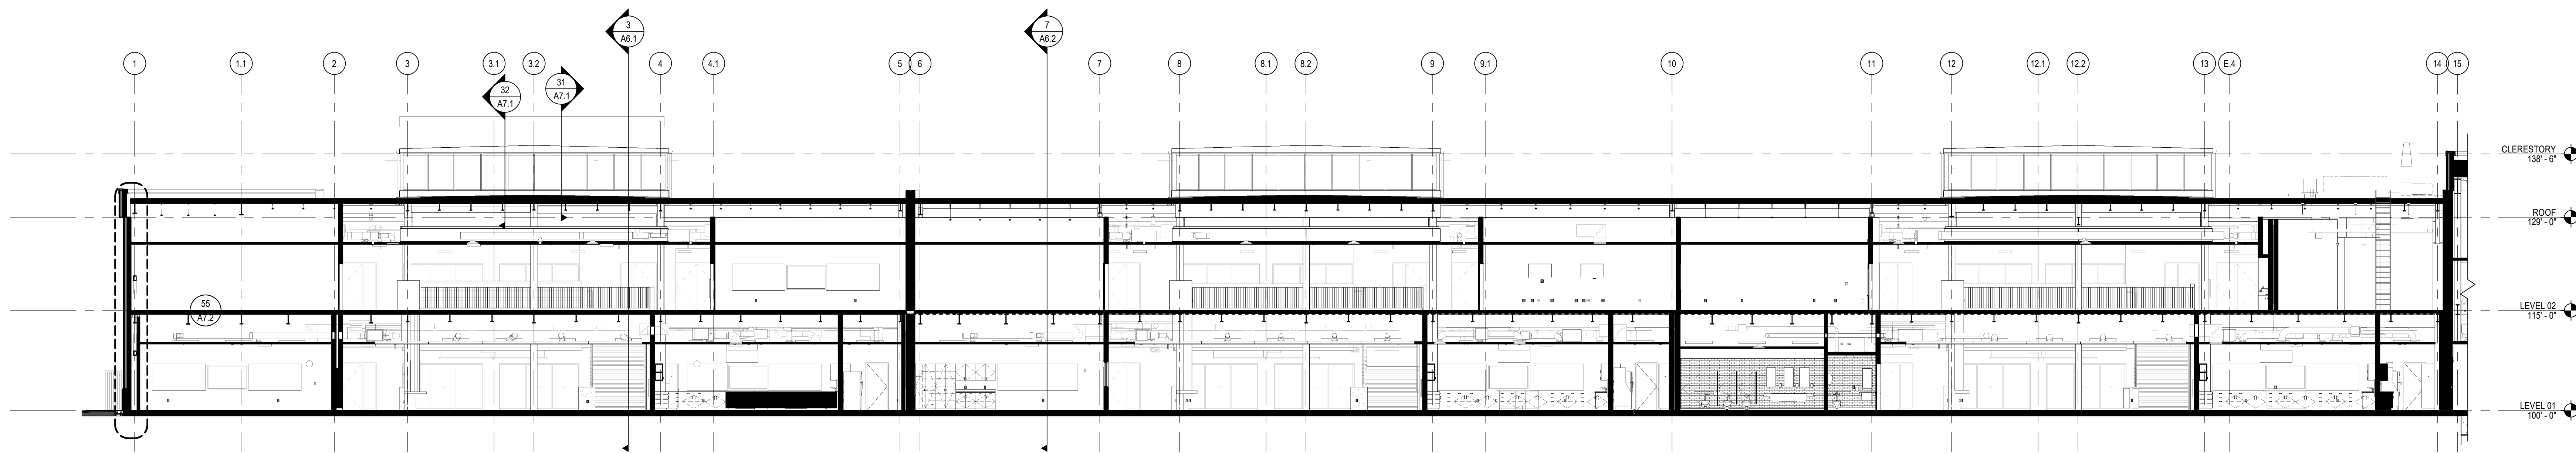 3
A6.1
7
A6.2
1
1.1
2
3
3.1
3.2
4
4.1
5
6
7
8
8.1
8.2
9
9.1
10
11
12
12.1
12.2
13
E.4
14
15
32
A7.1
31
A7.1
CLERESTORY
138' - 6"
ROOF
129' - 0"
55
A7.2
LEVEL 02
115' - 0"
LEVEL 01
100' - 0"